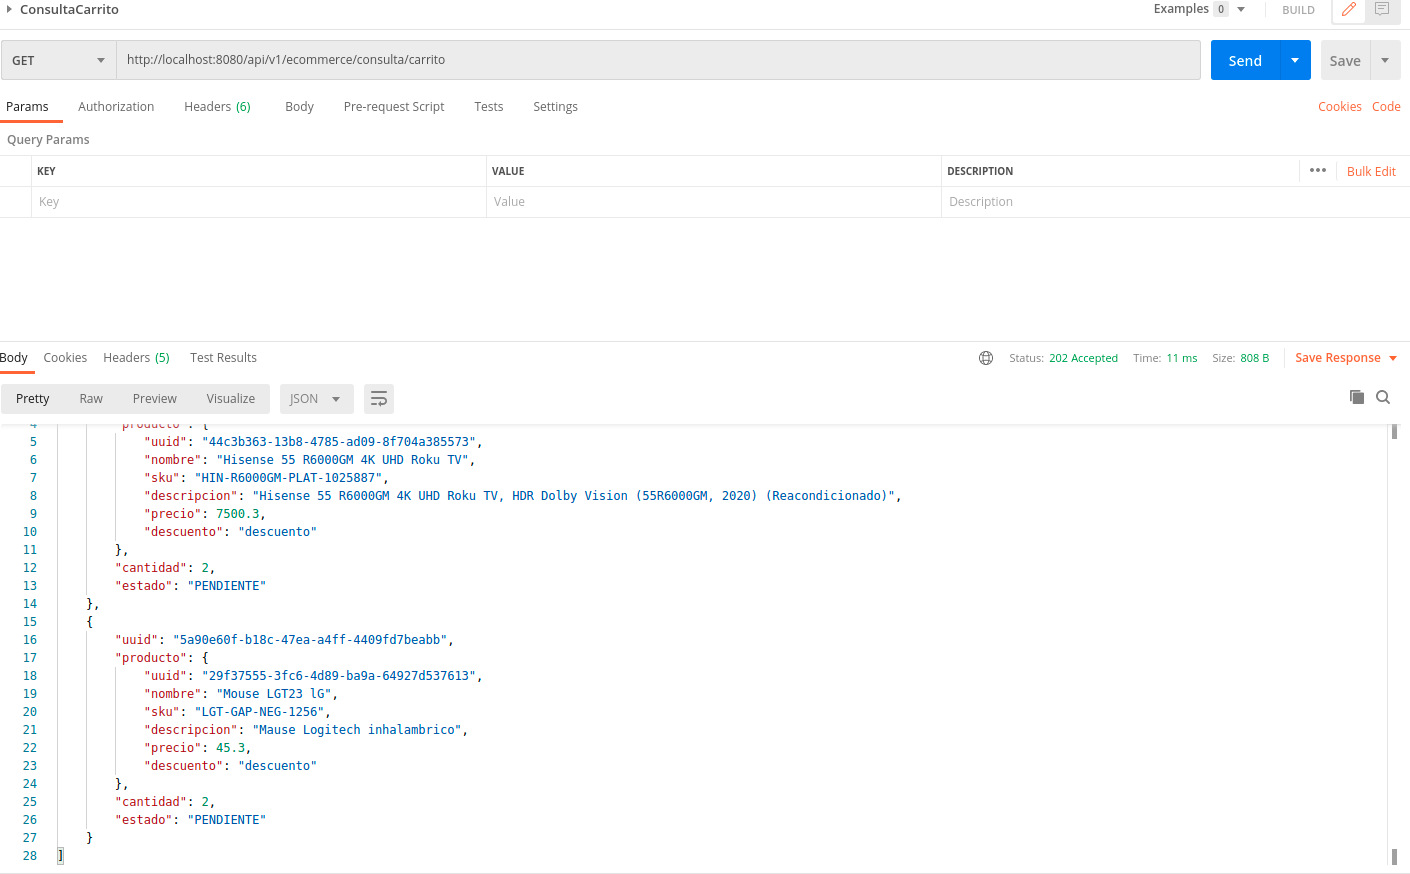 ConsultaCarrito Examples 0 BUILD
GET http://localhost:8080/api/v1/ecommerce/consulta/carrito Send Save
Params Authorization Headers (6) Body Pre-request Script Tests Settings Cookies Code
Query Params
KEY VALUE DESCRIPTION ••• Bulk Edit
Key Value Description
Body Cookies Headers (5) Test Results Status: 202 Accepted Time: 11 ms Size: 808 B Save Response
Pretty Raw Preview Visualize JSON
4 "producto": {
5 "uuid": "44c3b363-13b8-4785-ad09-8f704a385573",
6 "nombre": "Hisense 55 R6000GM 4K UHD Roku TV",
7 "sku": "HIN-R6000GM-PLAT-1025887",
8 "descripcion": "Hisense 55 R6000GM 4K UHD Roku TV, HDR Dolby Vision (55R6000GM, 2020) (Reacondicionado)",
9 "precio": 7500.3,
10 "descuento": "descuento"
11 },
12 "cantidad": 2,
13 "estado": "PENDIENTE"
14 },
15 {
16 "uuid": "5a90e60f-b18c-47ea-a4ff-4409fd7beabb",
17 "producto": {
18 "uuid": "29f37555-3fc6-4d89-ba9a-64927d537613",
19 "nombre": "Mouse LGT23 lG",
20 "sku": "LGT-GAP-NEG-1256",
21 "descripcion": "Mause Logitech inhalambrico",
22 "precio": 45.3,
23 "descuento": "descuento"
24 },
25 "cantidad": 2,
26 "estado": "PENDIENTE"
27 }
28 ]